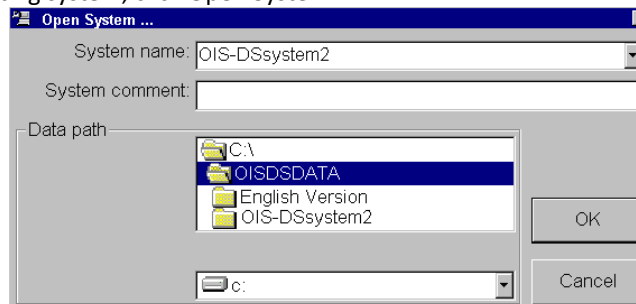 Open System ...
System name: OIS-DSsystem2
System comment:
Data path
C:\
OISDSDATA
English Version
OIS-DSsystem2
OK
c:
Cancel